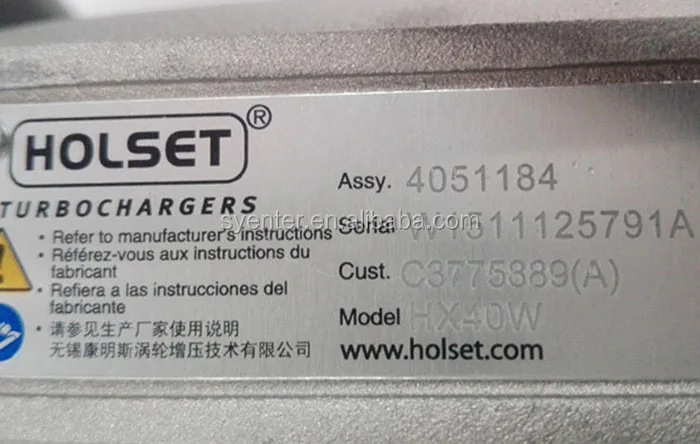 HOLSET®
TURBOCHARGERS
• Refer to manufacturer's instructions
• Référez-vous aux instructions du
fabricant
• Refiera a las instrucciones del
fabricante
• 请参见生产厂家使用说明
无锡康明斯涡轮增压技术有限公司
Assy. 4051184
Serial W1511125791A
Cust. C3775889(A)
Model HX40W
www.holset.com
syenter.en.alibaba.com